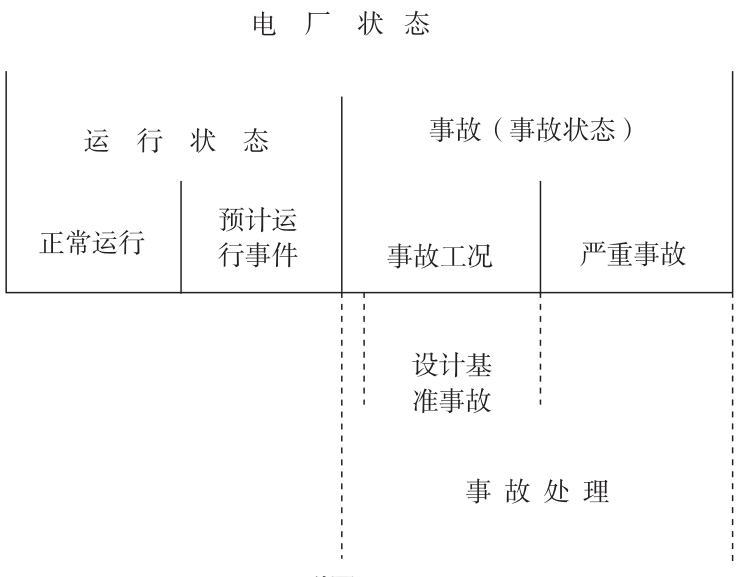 电厂状态
运行状态
事故（事故状态）
正常运行
预计运
行事件
事故工况
严重事故
设计基
准事故
事故处理